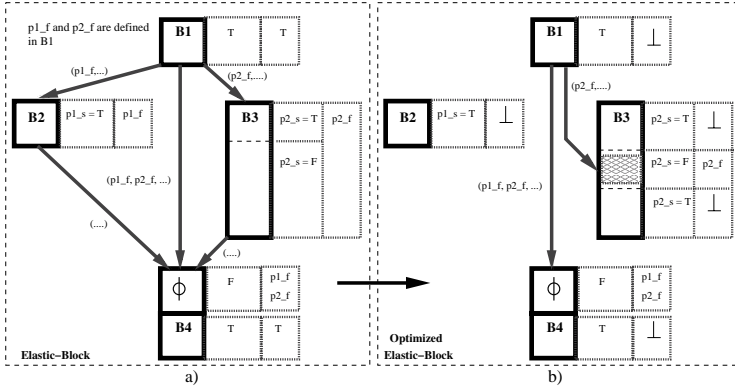 p1_f and p2_f are defined
in B1
B1 T T
(p1_f,...)
(p2_f,....)
B2 p1_s = T p1_f
B3 p2_s = T p2_f
p2_s = F
(p1_f, p2_f, ...)
(....)
(....)
ϕ F p1_f
p2_f
B4 T T
Elastic−Block
a)
B1 T ⊥
(p2_f,....)
B2 p1_s = T ⊥
B3 p2_s = T ⊥
p2_s = F p2_f
p2_s = T ⊥
(p1_f, p2_f, ...)
ϕ F p1_f
p2_f
B4 T ⊥
Optimized
Elastic−Block
b)